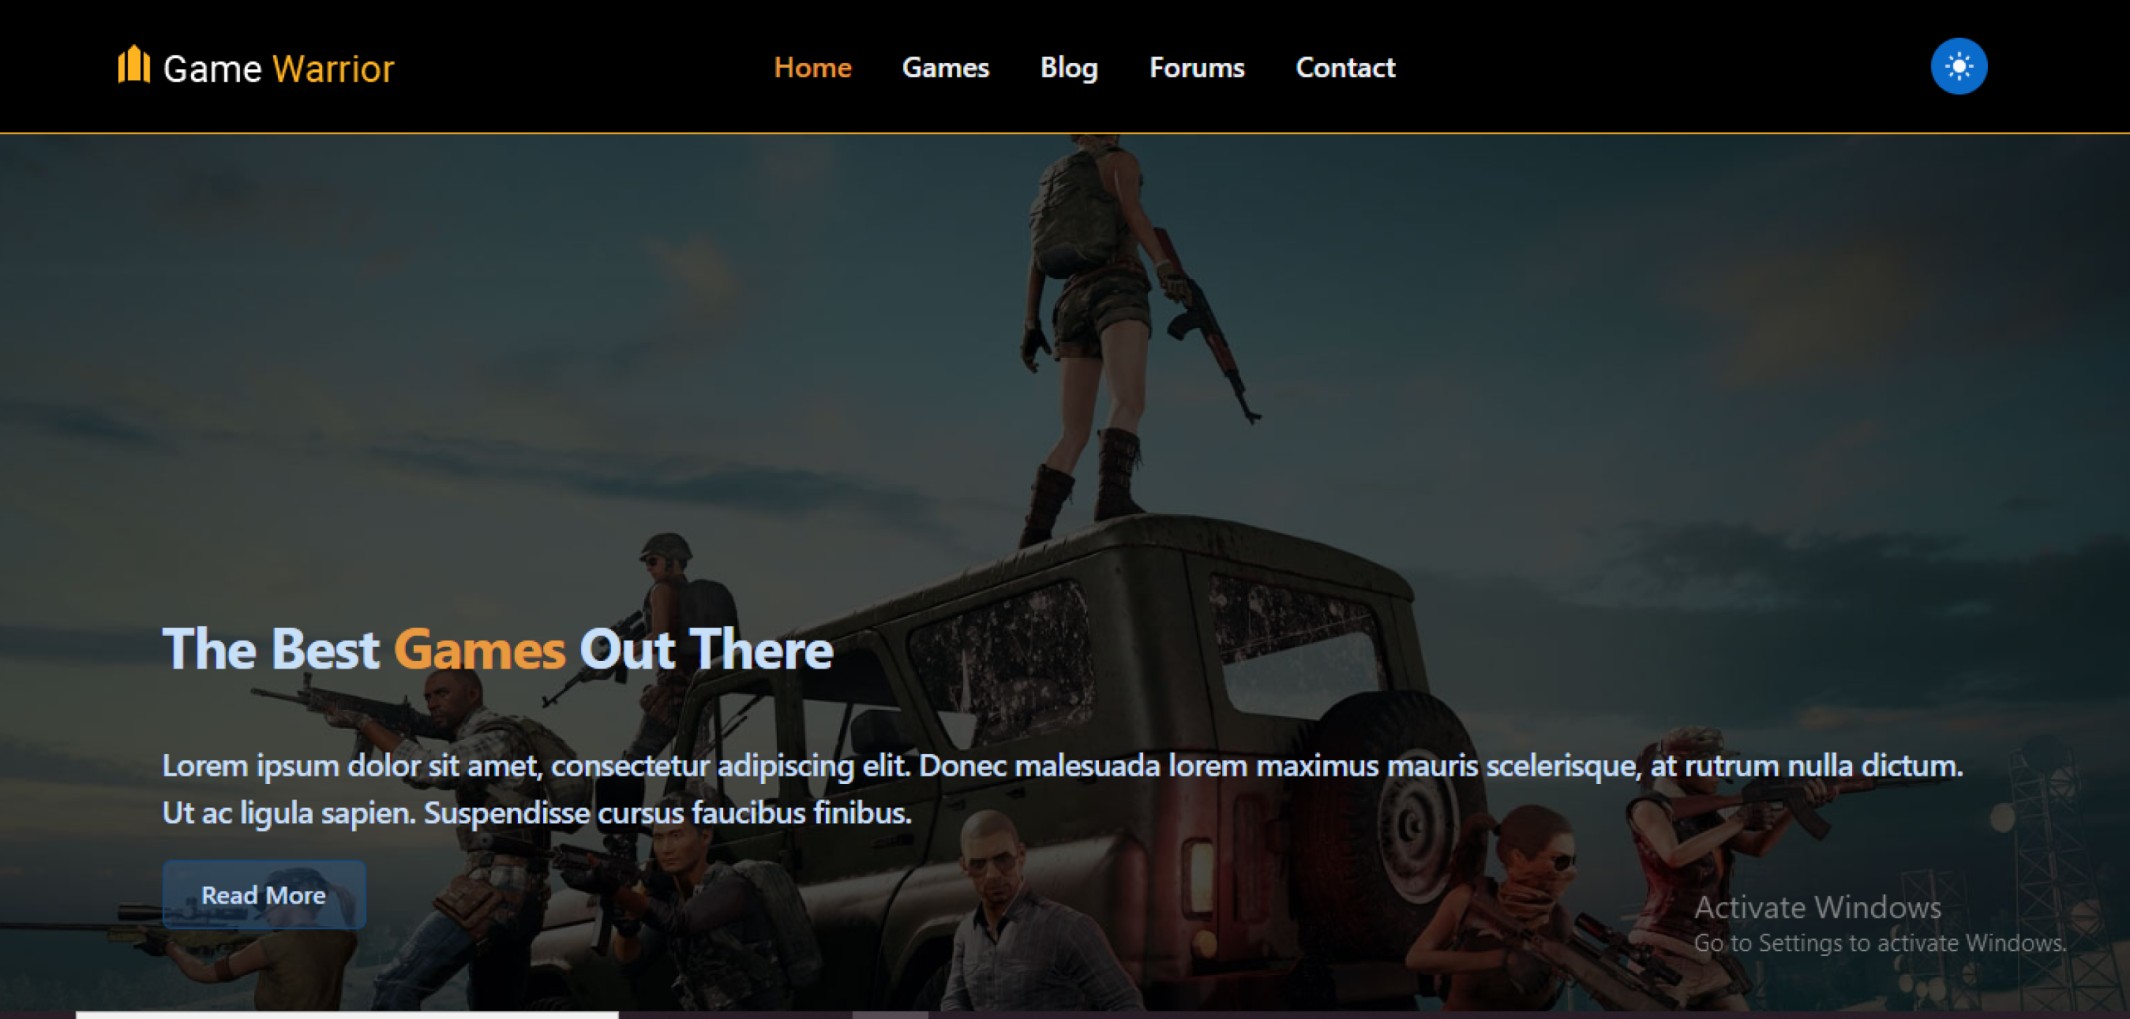 Game Warrior
Home Games Blog Forums Contact
The Best Games Out There
Lorem ipsum dolor sit amet, consectetur adipiscing elit. Donec malesuada lorem maximus mauris scelerisque, at rutrum nulla dictum.
Ut ac ligula sapien. Suspendisse cursus faucibus finibus.
Read More
Activate Windows
Go to Settings to activate Windows.